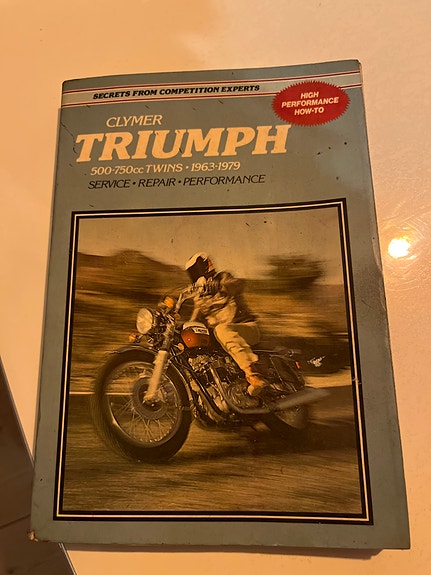 SECRETS FROM COMPETITION EXPERTS
HIGH
PERFORMANCE
HOW-TO
CLYMER
TRIUMPH
500-750cc TWINS • 1963-1979
SERVICE • REPAIR • PERFORMANCE